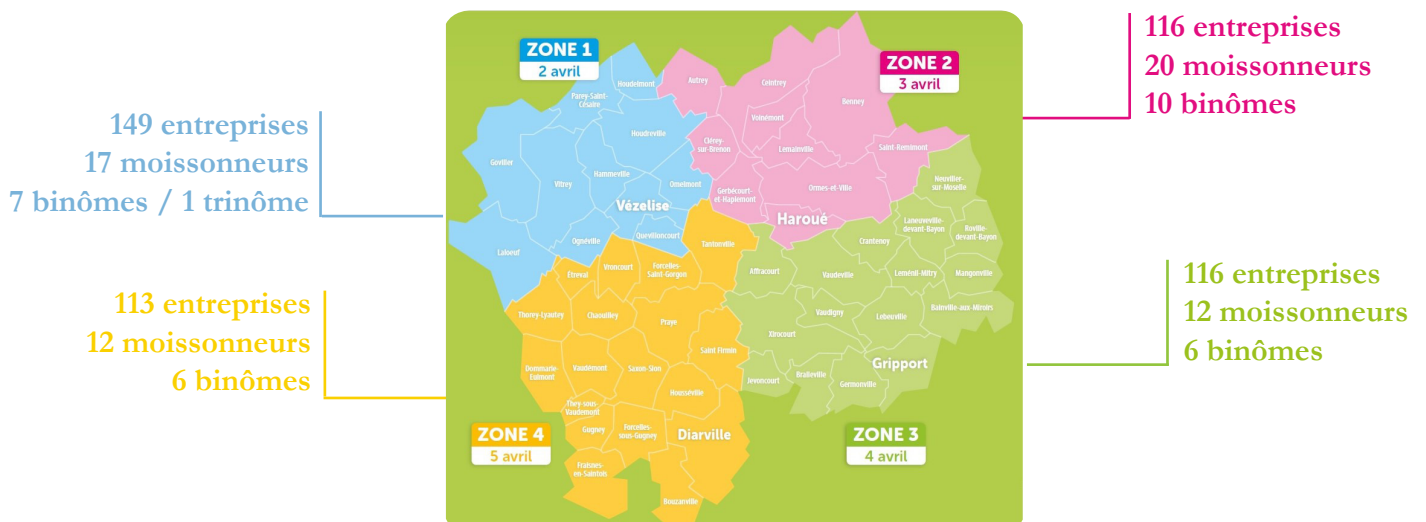 149 entreprises
17 moissonneurs
7 binômes / 1 trinôme
113 entreprises
12 moissonneurs
6 binômes
ZONE 1
2 avril
Houdelmont
Parey-Saint-
Césaire
Houdreville
Goviller
Vitrey
Hammeville
Omelmont
Vézelise
Quevilloncourt
Ognéville
Laloeuf
ZONE 2
3 avril
Autrey
Ceintrey
Benney
Voinémont
Clérey-
sur-Brenon
Lemainville
Saint-Remimont
Gerbécourt-
et-Haplemont
Ormes-et-Ville
Haroué
Neuviller-
sur-Moselle
Laneuveville-
devant-Bayon
Roville-
devant-Bayon
Crantenoy
Affracourt
Vaudeville
Leménil-Mitry
Mangonville
Bainville-aux-Miroirs
Vaudigny
Lebeuville
Xirocourt
Gripport
Jevoncourt
Bralleville
Germonville
ZONE 3
4 avril
Tantonville
Étreval
Vroncourt
Forcelles-
Saint-Gorgon
Thorey-Lyautey
Chaouilley
Praye
Saint Firmin
Dommarie-
Eulmont
Vaudémont
Saxon-Sion
Housséville
They-sous-
Vaudemont
Gugney
Forcelles-
sous-Gugney
Diarville
Fraisnes-
en-Saintois
Bouzanville
ZONE 4
5 avril
116 entreprises
20 moissonneurs
10 binômes
116 entreprises
12 moissonneurs
6 binômes